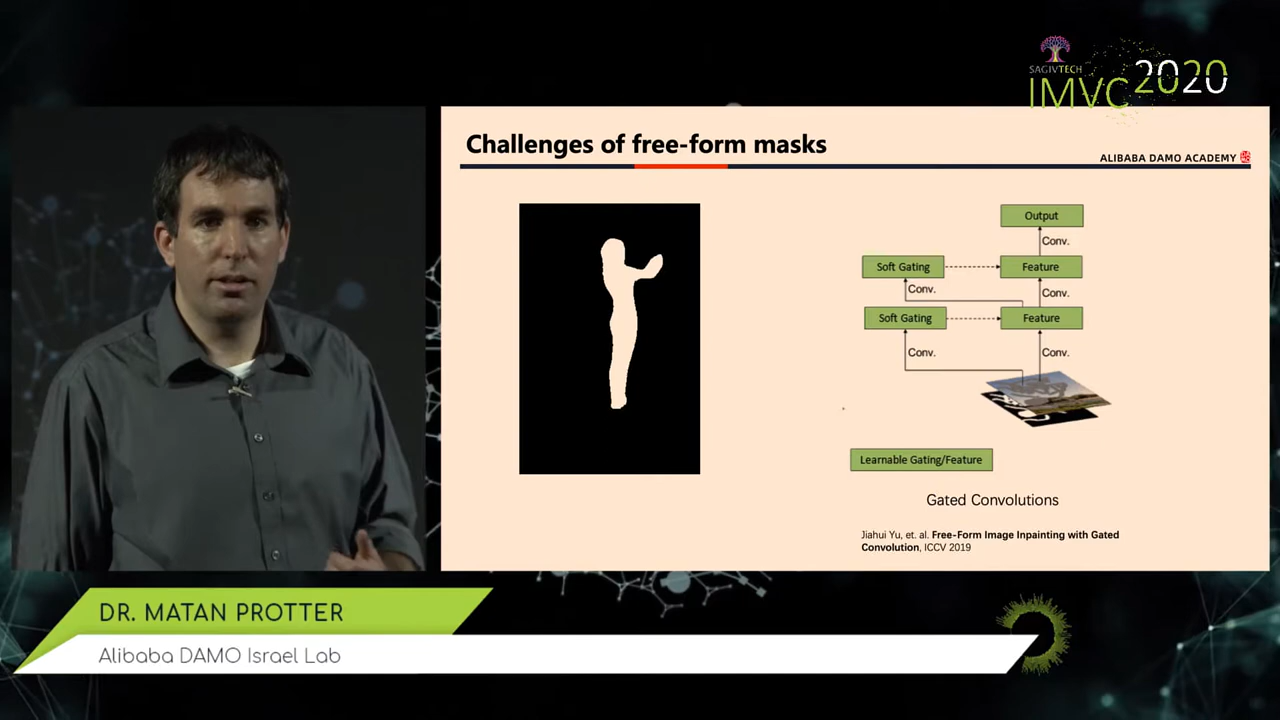 SAGIVTECH
IMVC 2020
Challenges of free-form masks
ALIBABA DAMO ACADEMY
Output
Conv.
Soft Gating
Feature
Conv.
Conv.
Soft Gating
Feature
Conv.
Conv.
Learnable Gating/Feature
Gated Convolutions
Jiahui Yu, et. al. Free-Form Image Inpainting with Gated
Convolution, ICCV 2019
DR. MATAN PROTTER
Alibaba DAMO Israel Lab